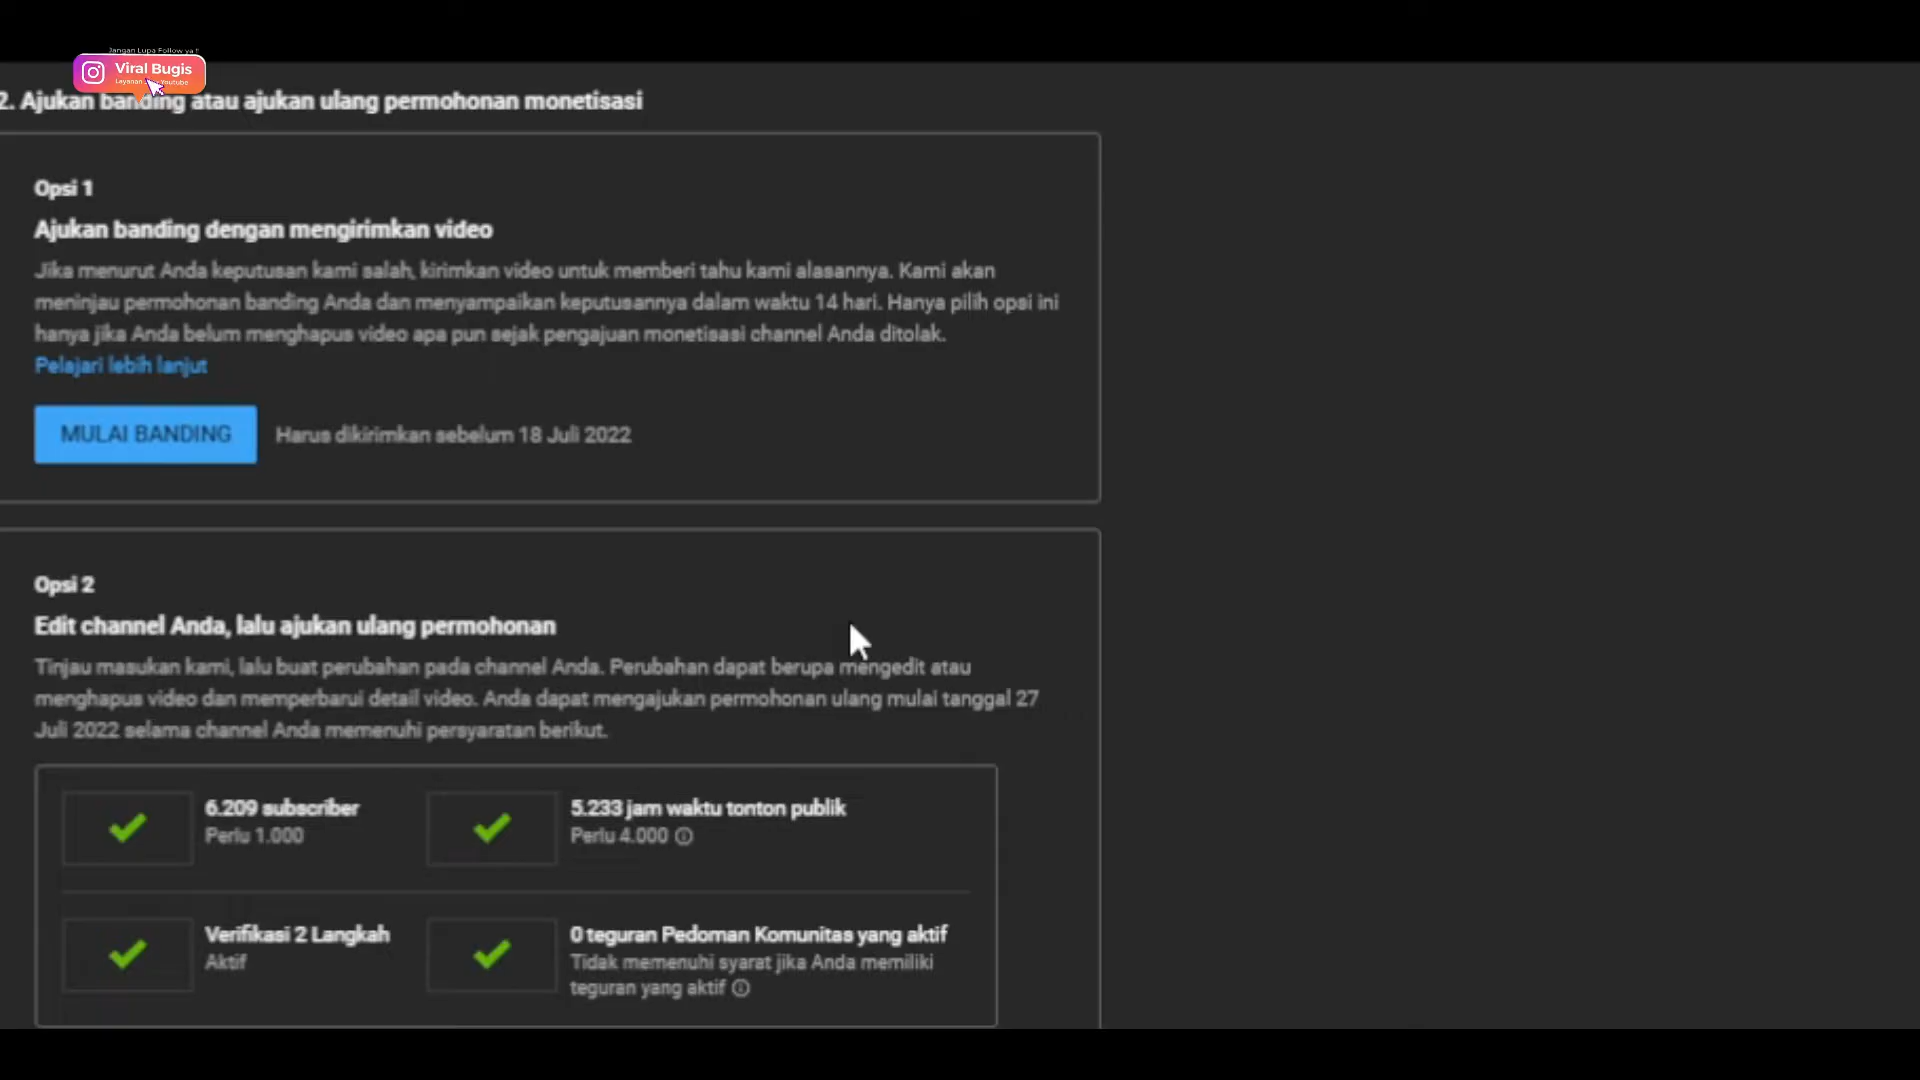 Jangan Lupa Follow ya !!
Viral Bugis
Layanan Youtube
2. Ajukan banding atau ajukan ulang permohonan monetisasi
Opsi 1
Ajukan banding dengan mengirimkan video
Jika menurut Anda keputusan kami salah, kirimkan video untuk memberi tahu kami alasannya. Kami akan
meninjau permohonan banding Anda dan menyampaikan keputusannya dalam waktu 14 hari. Hanya pilih opsi ini
hanya jika Anda belum menghapus video apa pun sejak pengajuan monetisasi channel Anda ditolak.
Pelajari lebih lanjut
MULAI BANDING Harus dikirimkan sebelum 18 Juli 2022
Opsi 2
Edit channel Anda, lalu ajukan ulang permohonan
Tinjau masukan kami, lalu buat perubahan pada channel Anda. Perubahan dapat berupa mengedit atau
menghapus video dan memperbarui detail video. Anda dapat mengajukan permohonan ulang mulai tanggal 27
Juli 2022 selama channel Anda memenuhi persyaratan berikut.
6.209 subscriber
Perlu 1.000
5.233 jam waktu tonton publik
Perlu 4.000
Verifikasi 2 Langkah
Aktif
0 teguran Pedoman Komunitas yang aktif
Tidak memenuhi syarat jika Anda memiliki
teguran yang aktif